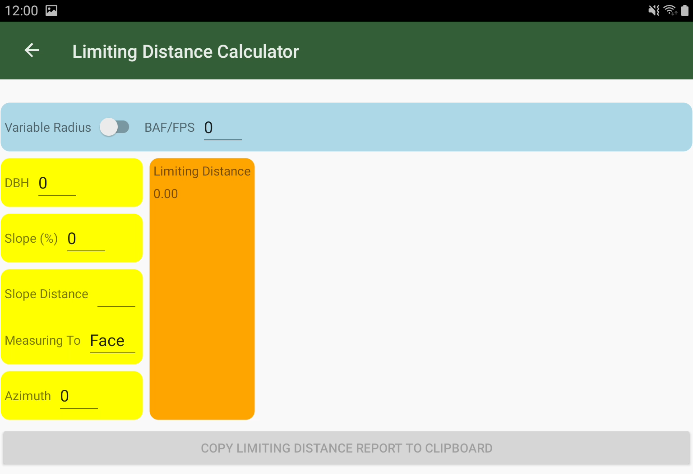 12:00
Limiting Distance Calculator
Variable Radius BAF/FPS 0
DBH 0
Limiting Distance
0.00
Slope (%) 0
Slope Distance
Measuring To Face
Azimuth 0
COPY LIMITING DISTANCE REPORT TO CLIPBOARD